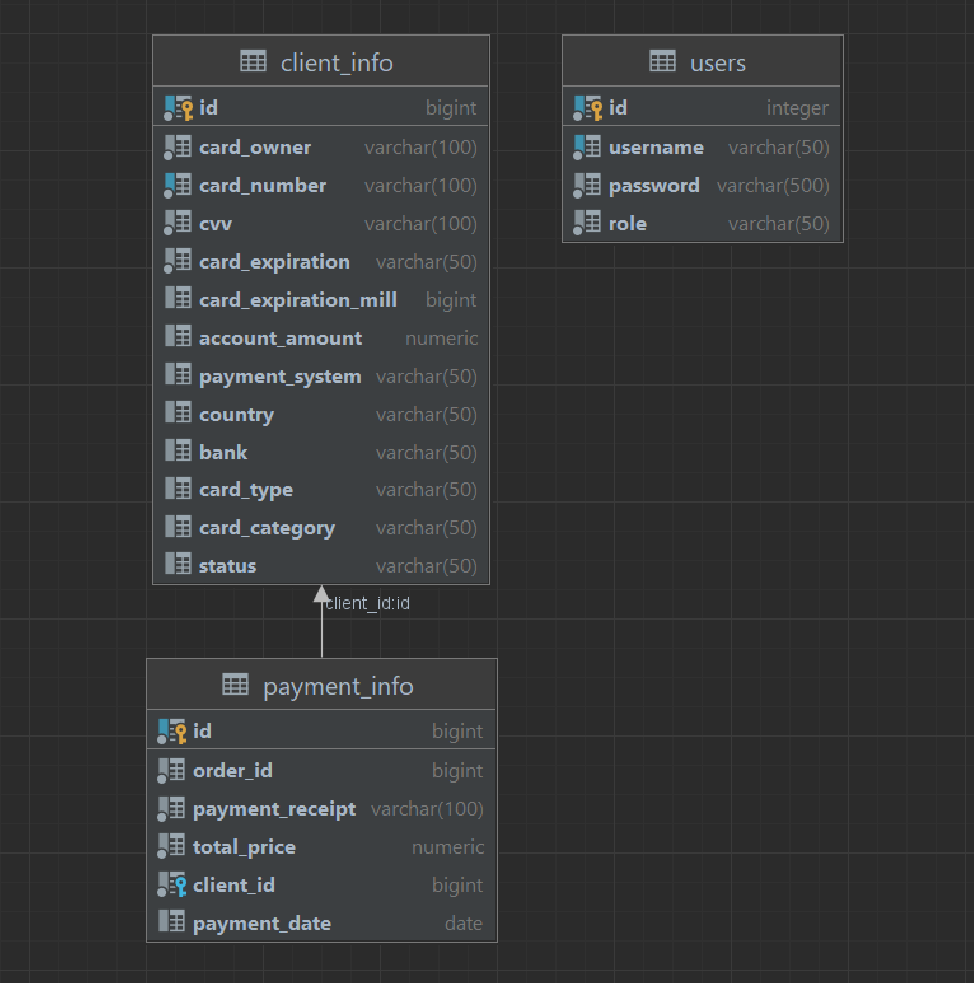 client_info
id bigint
card_owner varchar(100)
card_number varchar(100)
cvv varchar(100)
card_expiration varchar(50)
card_expiration_mill bigint
account_amount numeric
payment_system varchar(50)
country varchar(50)
bank varchar(50)
card_type varchar(50)
card_category varchar(50)
status varchar(50)
users
id integer
username varchar(50)
password varchar(500)
role varchar(50)
client_id:id
payment_info
id bigint
order_id bigint
payment_receipt varchar(100)
total_price numeric
client_id bigint
payment_date date